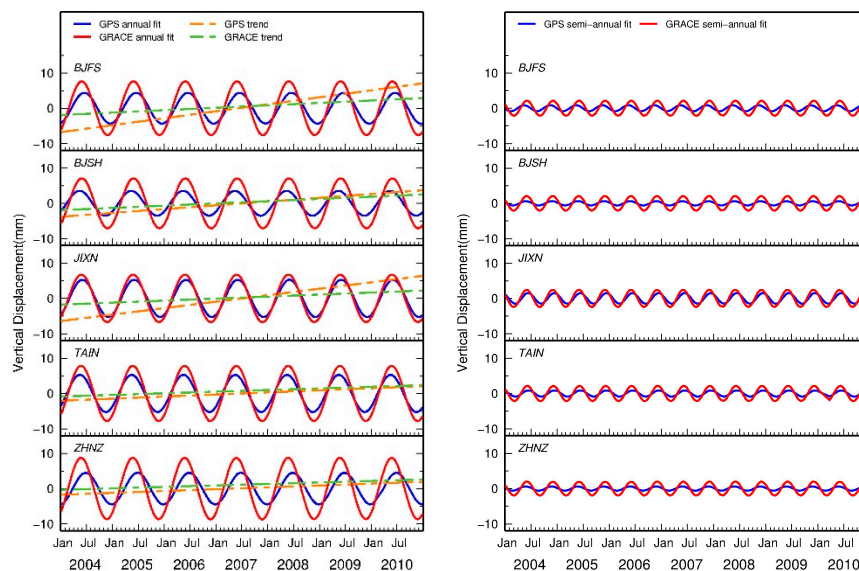 GPS annual fit GPS trend
GRACE annual fit GRACE trend
BJFS
10
0
−10
BJSH
10
0
−10
JIXN
10
0
−10
TAIN
10
0
−10
ZHNZ
10
0
−10
Vertical Displacement(mm)
Jan Jul Jan Jul Jan Jul Jan Jul Jan Jul Jan Jul Jan Jul
2004 2005 2006 2007 2008 2009 2010
GPS semi−annual fit GRACE semi−annual fit
BJFS
10
0
−10
BJSH
10
0
−10
JIXN
10
0
−10
TAIN
10
0
−10
ZHNZ
10
0
−10
Vertical Displacement(mm)
Jan Jul Jan Jul Jan Jul Jan Jul Jan Jul Jan Jul Jan Jul
2004 2005 2006 2007 2008 2009 2010